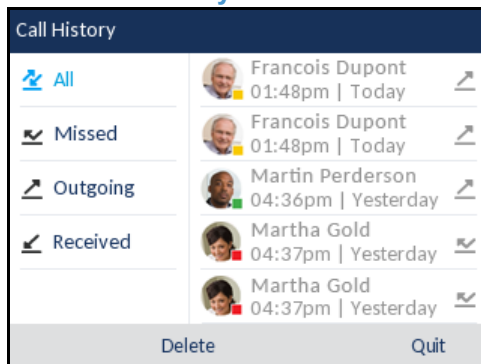 Call History
All
Missed
Outgoing
Received
Francois Dupont
01:48pm | Today
Francois Dupont
01:48pm | Today
Martin Perderson
04:36pm | Yesterday
Martha Gold
04:37pm | Yesterday
Martha Gold
04:37pm | Yesterday
Delete
Quit